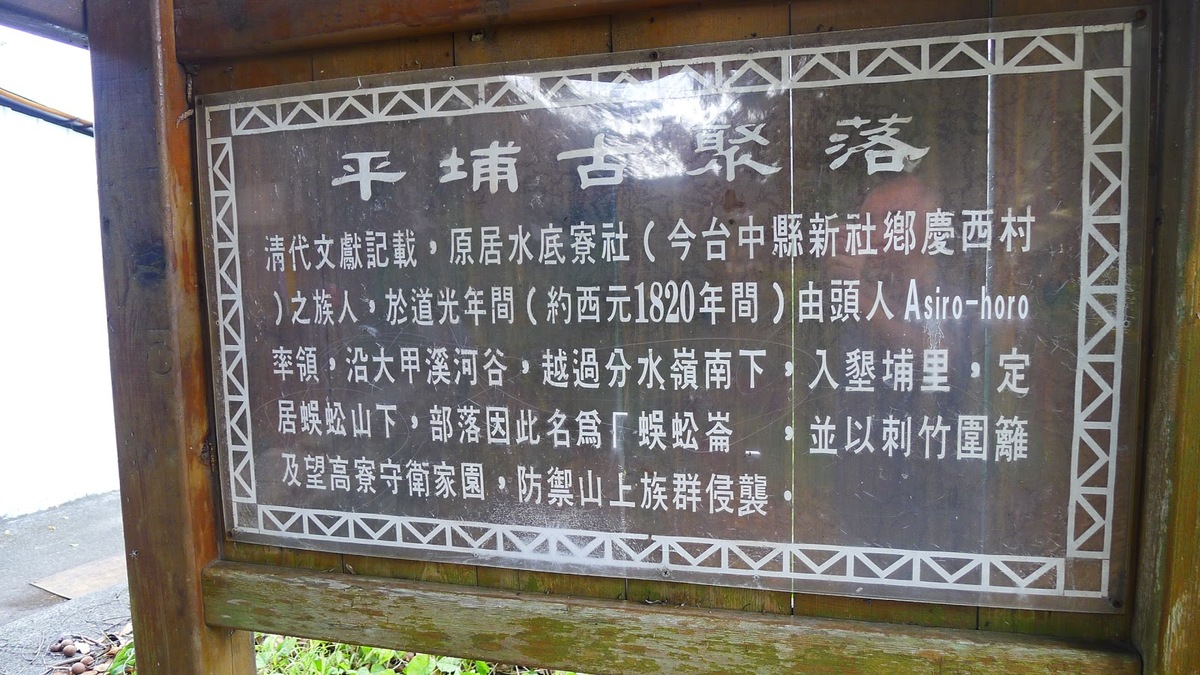 平埔古聚落
清代文獻記載，原居水底寮社（今台中縣新社鄉慶西村
）之族人，於道光年間（約西元1820年間）由頭人Asiro-horo
率領，沿大甲溪河谷，越過分水嶺南下，入墾埔里，定
居蜈蚣山下，部落因此名爲「蜈蚣崙」，並以刺竹圍籬
及望高寮守衛家園，防禦山上族群侵襲．